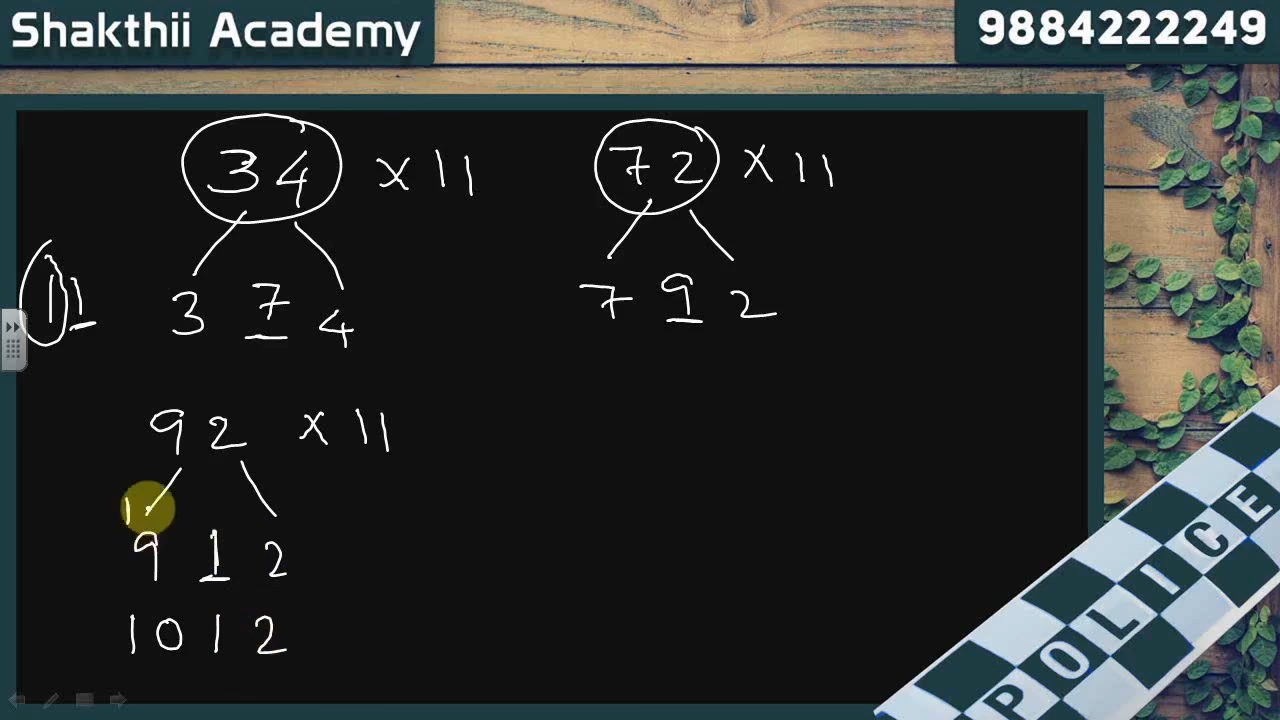 Shakthii Academy
9884222249
34 x 11
72 x 11
11
3 7 4
7 9 2
92 x 11
1
9 1 2
1012
POLICE